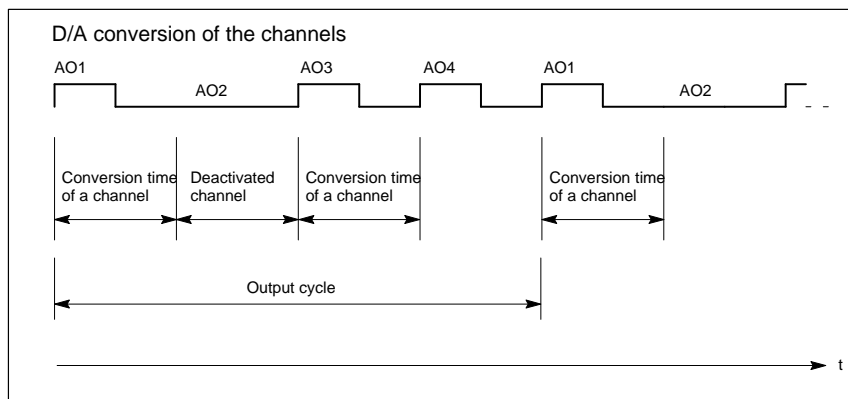 D/A conversion of the channels
AO1
AO2
AO3
AO4
AO1
AO2
Conversion time
of a channel
Deactivated
channel
Conversion time
of a channel
Conversion time
of a channel
Output cycle
t